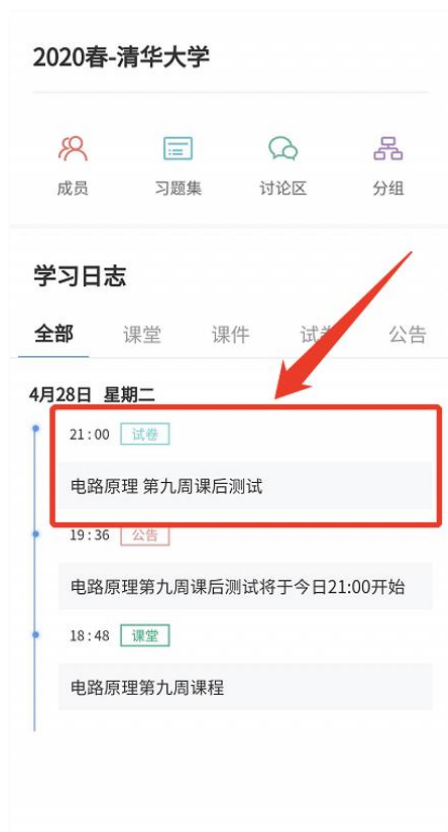 2020春-清华大学
成员 习题集 讨论区 分组
学习日志
全部 课堂 课件 试卷 公告
4月28日 星期二
21:00 试卷
电路原理 第九周课后测试
19:36 公告
电路原理第九周课后测试将于今日21:00开始
18:48 课堂
电路原理第九周课程